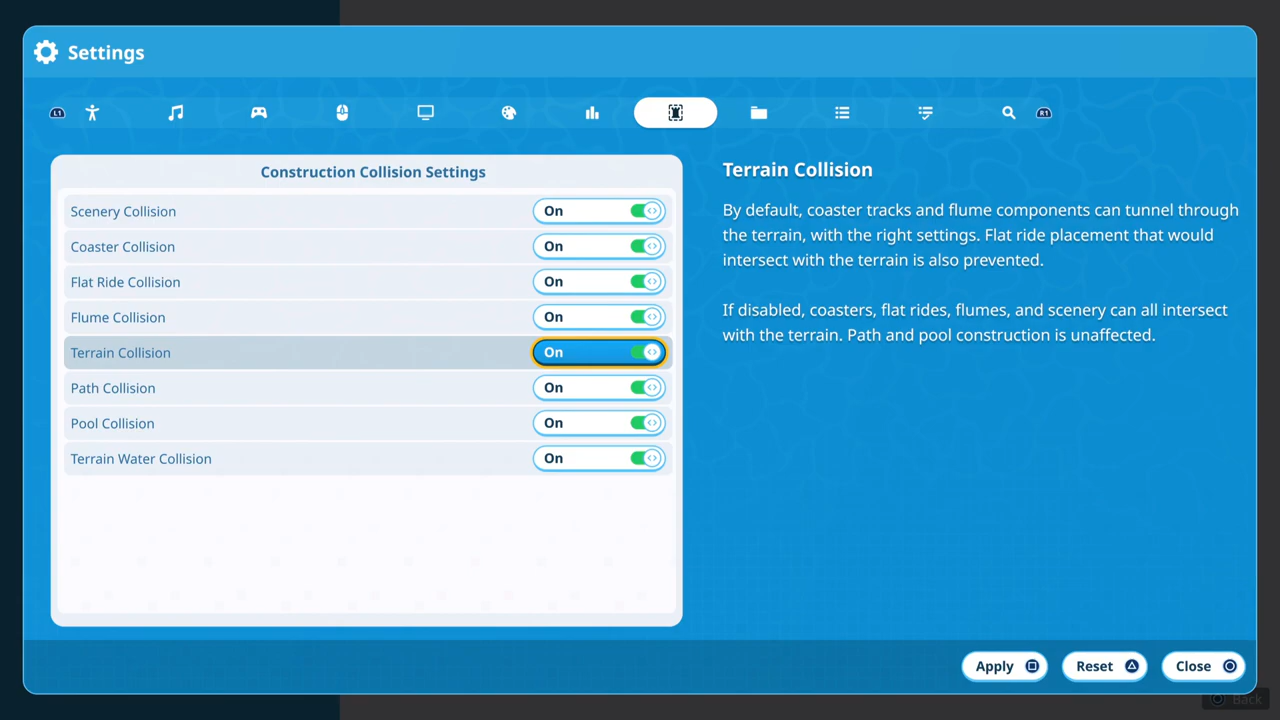 Settings
L1
R1
Construction Collision Settings
Scenery Collision On
Coaster Collision On
Flat Ride Collision On
Flume Collision On
Terrain Collision On
Path Collision On
Pool Collision On
Terrain Water Collision On
Terrain Collision
By default, coaster tracks and flume components can tunnel through
the terrain, with the right settings. Flat ride placement that would
intersect with the terrain is also prevented.
If disabled, coasters, flat rides, flumes, and scenery can all intersect
with the terrain. Path and pool construction is unaffected.
Apply
Reset
Close
Back